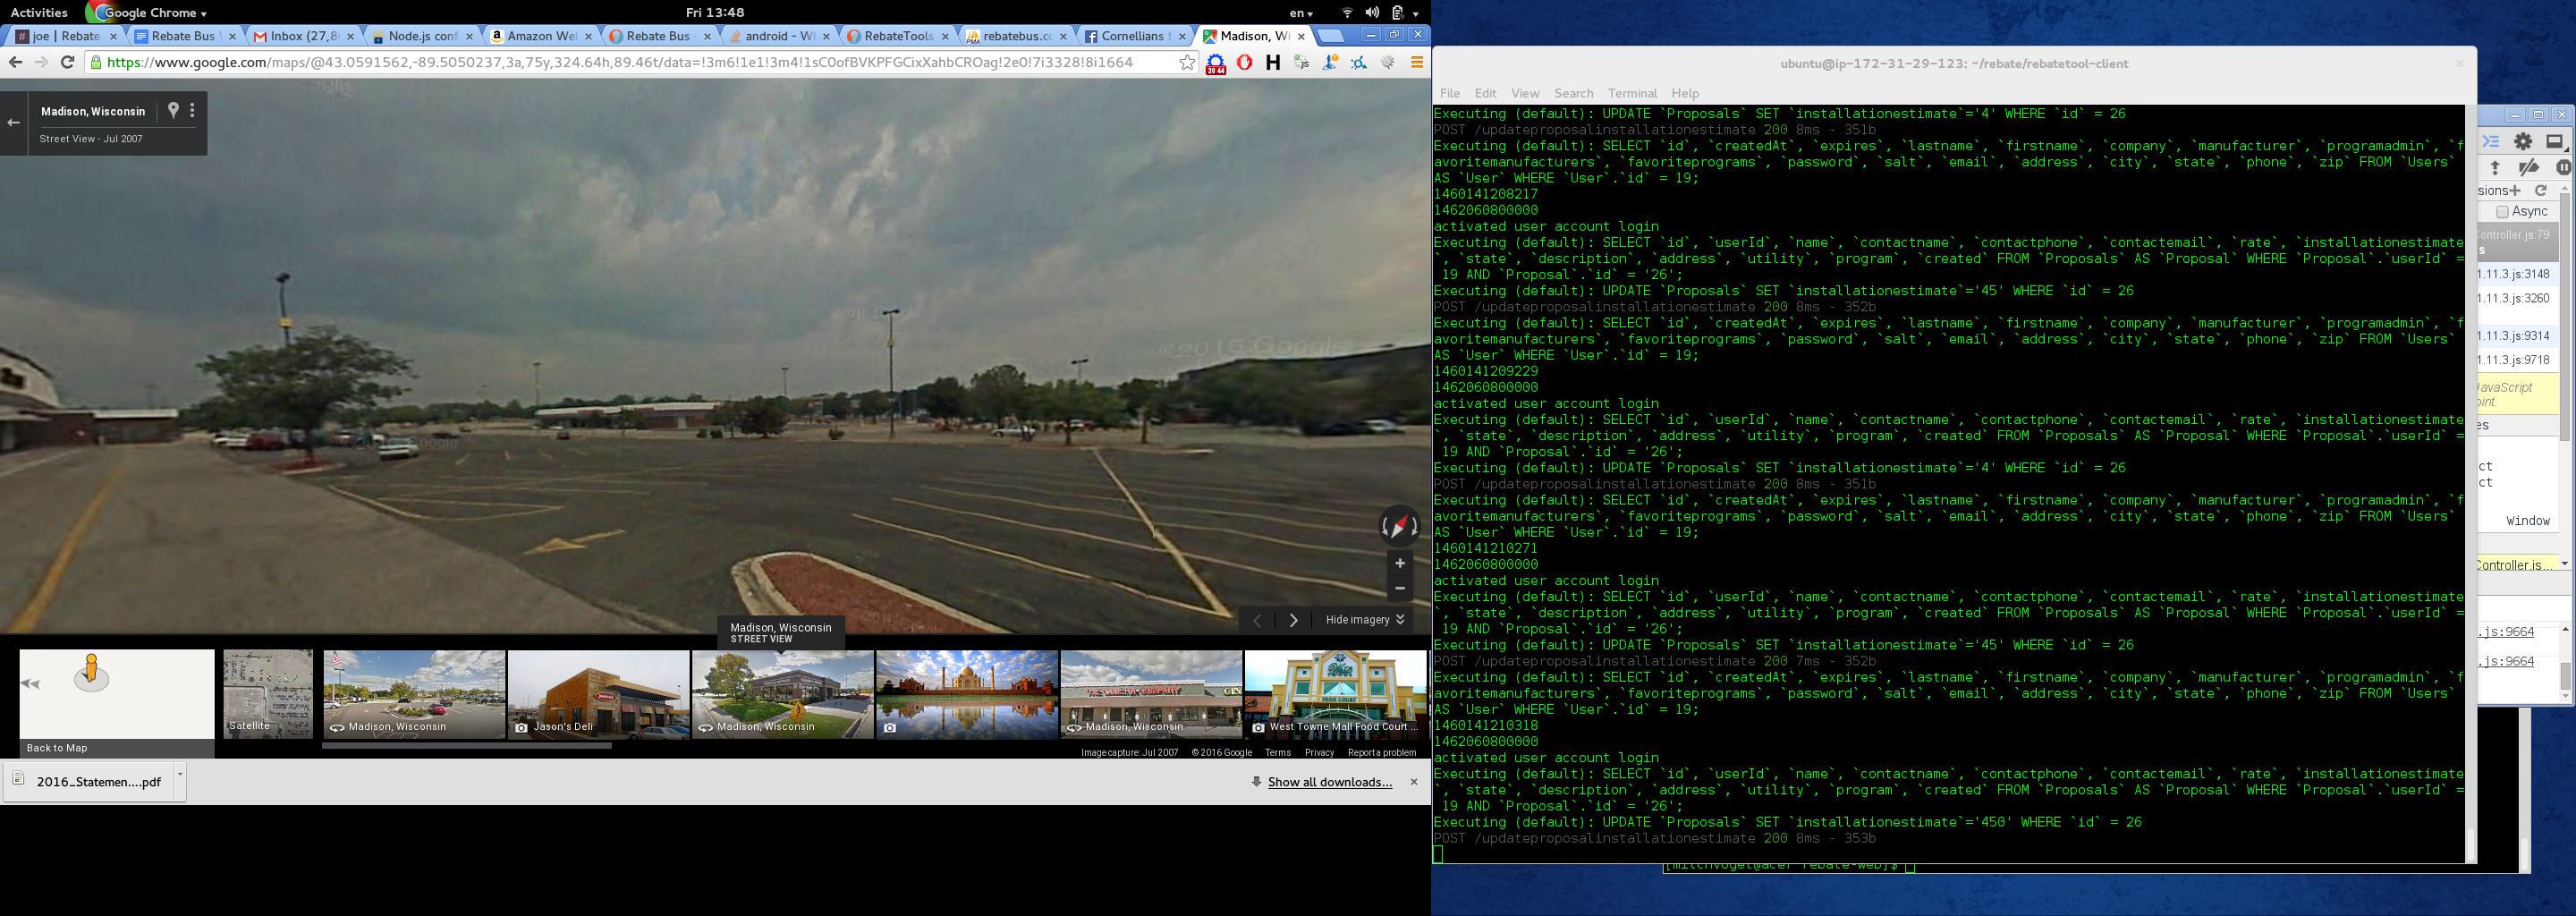 Activities
Google Chrome
Fri 13:48
en
joe | Rebate
Rebate Bus
Inbox (27,8
Node.js conf
Amazon We
Rebate Bus
android - W
RebateTools
rebatebus.co
Cornellians f
Madison, Wi
https://www.google.com/maps/@43.0591562,-89.5050237,3a,75y,324.64h,89.46t/data=!3m6!1e1!3m4!1sC0ofBVKPFGCixXahbCROag!2e0!7i3328!8i1664
20 44
Madison, Wisconsin
Street View - Jul 2007
Hide imagery
Madison, Wisconsin
STREET VIEW
Back to Map
Satellite
Madison, Wisconsin
Jason's Deli
Madison, Wisconsin
Madison, Wisconsin
West Towne Mall Food Court ...
Image capture: Jul 2007 © 2016 Google Terms Privacy Report a problem
2016_Statemen....pdf
Show all downloads...
ubuntu@ip-172-31-29-123: ~/rebate/rebatetool-client
File Edit View Search Terminal Help
Executing (default): UPDATE `Proposals` SET `installationestimate`='4' WHERE `id` = 26
POST /updateproposalinstallationestimate 200 8ms - 351b
Executing (default): SELECT `id`, `createdAt`, `expires`, `lastname`, `firstname`, `company`, `manufacturer`, `programadmin`, `f
avoritemanufacturers`, `favoriteprograms`, `password`, `salt`, `email`, `address`, `city`, `state`, `phone`, `zip` FROM `Users`
AS `User` WHERE `User`.`id` = 19;
1460141208217
1462060800000
activated user account login
Executing (default): SELECT `id`, `userId`, `name`, `contactname`, `contactphone`, `contactemail`, `rate`, `installationestimate
`, `state`, `description`, `address`, `utility`, `program`, `created` FROM `Proposals` AS `Proposal` WHERE `Proposal`.`userId` =
19 AND `Proposal`.`id` = '26';
Executing (default): UPDATE `Proposals` SET `installationestimate`='45' WHERE `id` = 26
POST /updateproposalinstallationestimate 200 8ms - 352b
Executing (default): SELECT `id`, `createdAt`, `expires`, `lastname`, `firstname`, `company`, `manufacturer`, `programadmin`, `f
avoritemanufacturers`, `favoriteprograms`, `password`, `salt`, `email`, `address`, `city`, `state`, `phone`, `zip` FROM `Users`
AS `User` WHERE `User`.`id` = 19;
1460141209229
1462060800000
activated user account login
Executing (default): SELECT `id`, `userId`, `name`, `contactname`, `contactphone`, `contactemail`, `rate`, `installationestimate
`, `state`, `description`, `address`, `utility`, `program`, `created` FROM `Proposals` AS `Proposal` WHERE `Proposal`.`userId` =
19 AND `Proposal`.`id` = '26';
Executing (default): UPDATE `Proposals` SET `installationestimate`='4' WHERE `id` = 26
POST /updateproposalinstallationestimate 200 8ms - 351b
Executing (default): SELECT `id`, `createdAt`, `expires`, `lastname`, `firstname`, `company`, `manufacturer`, `programadmin`, `f
avoritemanufacturers`, `favoriteprograms`, `password`, `salt`, `email`, `address`, `city`, `state`, `phone`, `zip` FROM `Users`
AS `User` WHERE `User`.`id` = 19;
1460141210271
1462060800000
activated user account login
Executing (default): SELECT `id`, `userId`, `name`, `contactname`, `contactphone`, `contactemail`, `rate`, `installationestimate
`, `state`, `description`, `address`, `utility`, `program`, `created` FROM `Proposals` AS `Proposal` WHERE `Proposal`.`userId` =
19 AND `Proposal`.`id` = '26';
Executing (default): UPDATE `Proposals` SET `installationestimate`='45' WHERE `id` = 26
POST /updateproposalinstallationestimate 200 7ms - 352b
Executing (default): SELECT `id`, `createdAt`, `expires`, `lastname`, `firstname`, `company`, `manufacturer`, `programadmin`, `f
avoritemanufacturers`, `favoriteprograms`, `password`, `salt`, `email`, `address`, `city`, `state`, `phone`, `zip` FROM `Users`
AS `User` WHERE `User`.`id` = 19;
1460141210318
1462060800000
activated user account login
Executing (default): SELECT `id`, `userId`, `name`, `contactname`, `contactphone`, `contactemail`, `rate`, `installationestimate
`, `state`, `description`, `address`, `utility`, `program`, `created` FROM `Proposals` AS `Proposal` WHERE `Proposal`.`userId` =
19 AND `Proposal`.`id` = '26';
Executing (default): UPDATE `Proposals` SET `installationestimate`='450' WHERE `id` = 26
POST /updateproposalinstallationestimate 200 8ms - 353b
[mitchvogel@acer rebate-web]$
sions
Async
Controller.js:79
s
1.11.3.js:3148
1.11.3.js:3260
1.11.3.js:9314
1.11.3.js:9718
JavaScript
oint.
es
ct
ct
Window
Controller.js...
.js:9664
.js:9664